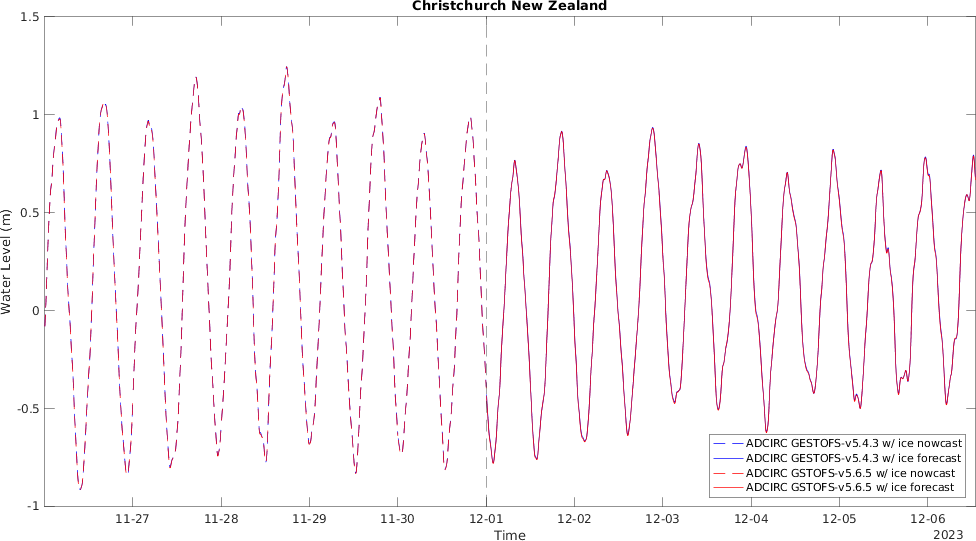 Christchurch New Zealand
1.5
1
0.5
0
-0.5
-1
Water Level (m)
ADCIRC GESTOFS-v5.4.3 w/ ice nowcast
ADCIRC GESTOFS-v5.4.3 w/ ice forecast
ADCIRC GSTOFS-v5.6.5 w/ ice nowcast
ADCIRC GSTOFS-v5.6.5 w/ ice forecast
11-27 11-28 11-29 11-30 12-01 12-02 12-03 12-04 12-05 12-06
Time
2023